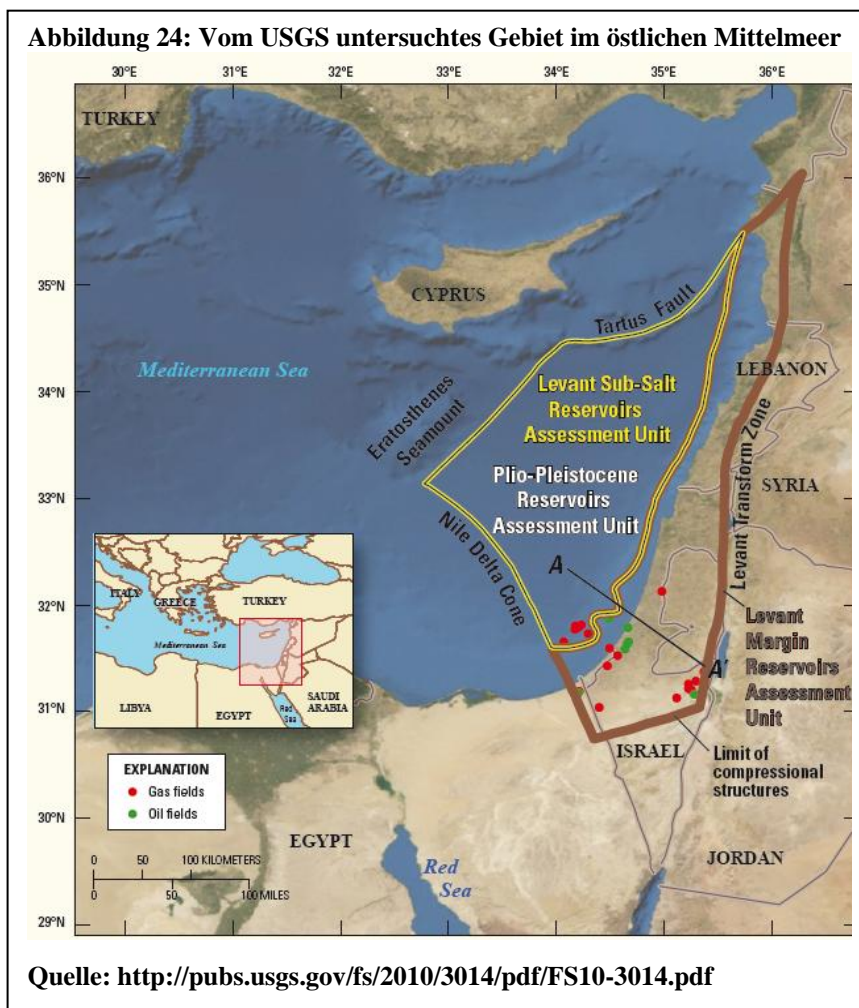 Abbildung 24: Vom USGS untersuchtes Gebiet im östlichen Mittelmeer
30°E 31°E 32°E 33°E 34°E 35°E 36°E
TURKEY
36°N
35°N
CYPRUS
Tartus Fault
Mediterranean Sea
34°N
Levant Sub-Salt
Reservoirs
Assessment Unit
LEBANON
Eratosthenes
Seamount
Plio-Pleistocene
Reservoirs
Assessment Unit
33°N
Levant Transform Zone
SYRIA
Nile Delta Cone
A
32°N
Levant
Margin
Reservoirs
Assessment
Unit
A'
31°N
ISRAEL
Limit of
compressional
structures
ITALY
GREECE
TURKEY
Mediterranean Sea
LIBYA
EGYPT
Red
Sea
SAUDI
ARABIA
EXPLANATION
Gas fields
Oil fields
30°N
EGYPT
JORDAN
Red
Sea
0 50 100 KILOMETERS
0 50 100 MILES
29°N
Quelle: http://pubs.usgs.gov/fs/2010/3014/pdf/FS10-3014.pdf